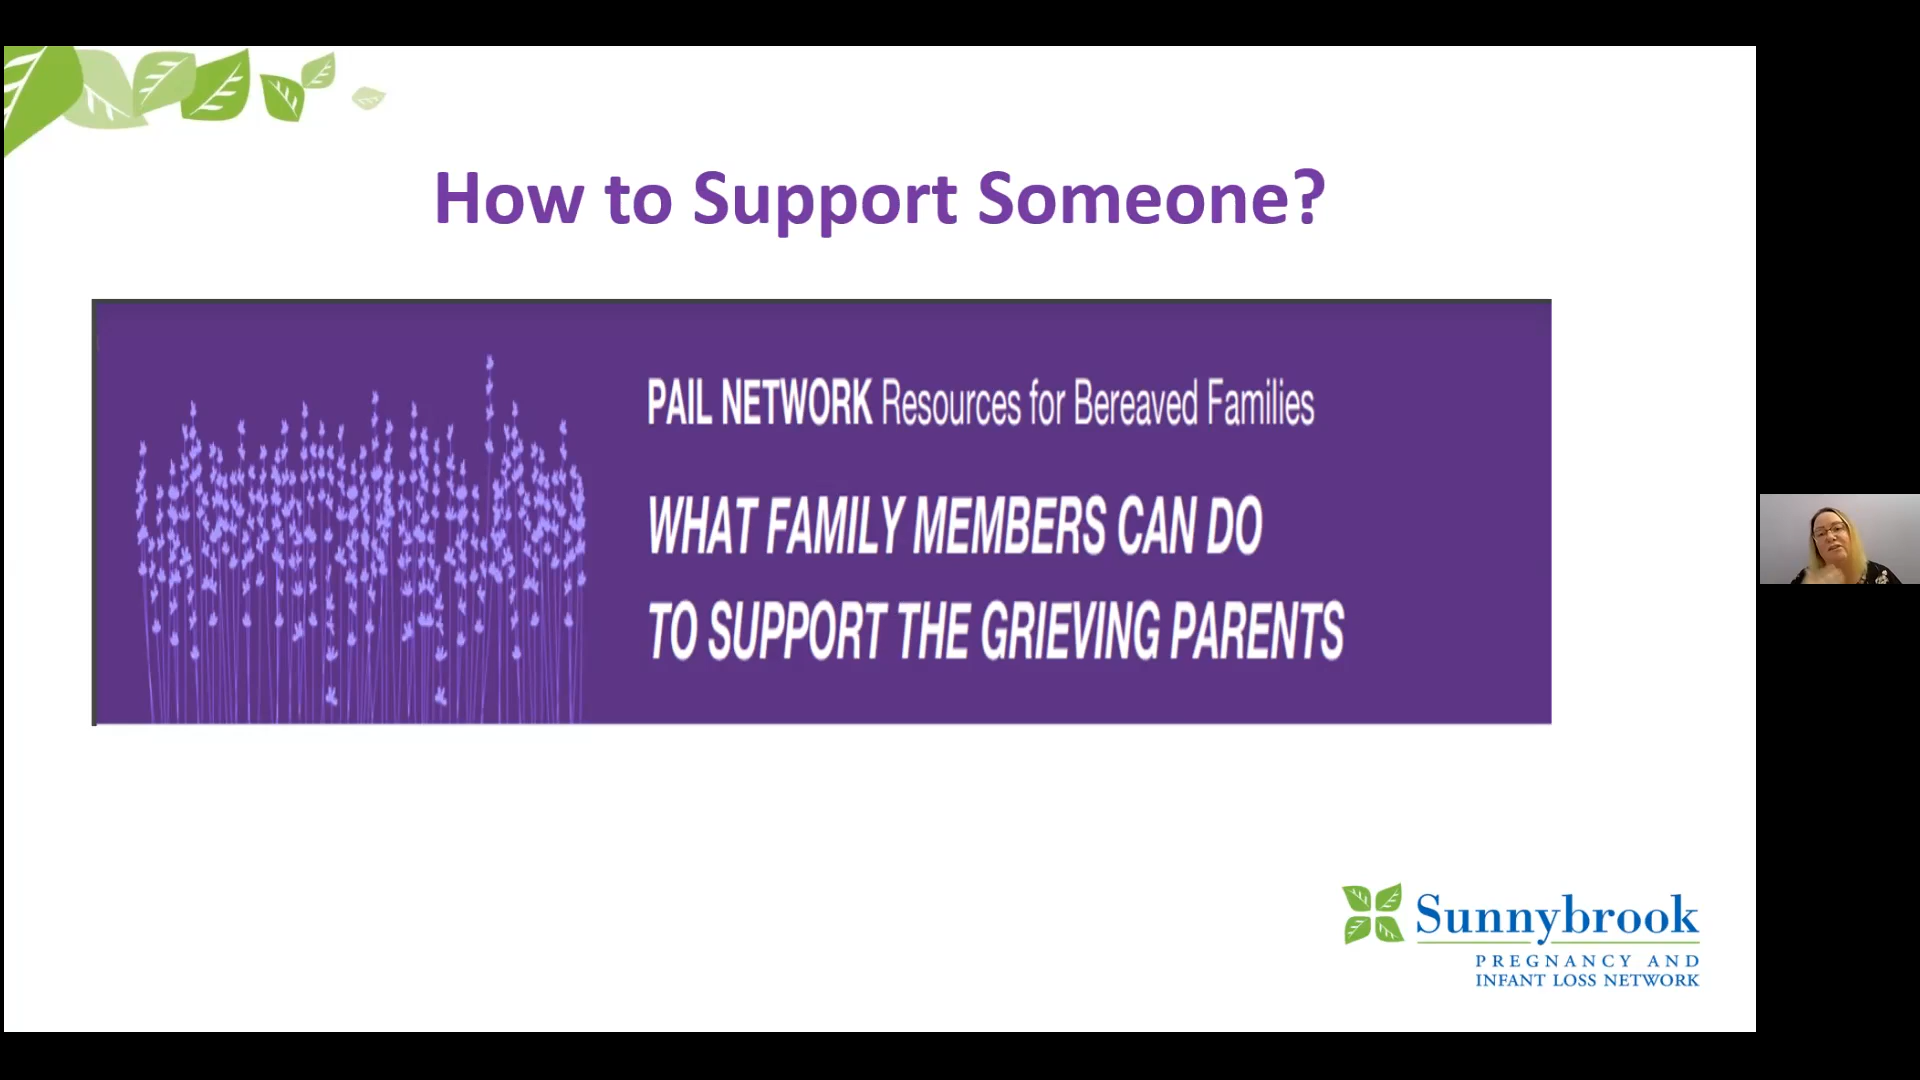 How to Support Someone?
PAIL NETWORK Resources for Bereaved Families
WHAT FAMILY MEMBERS CAN DO
TO SUPPORT THE GRIEVING PARENTS
Sunnybrook
PREGNANCY AND
INFANT LOSS NETWORK